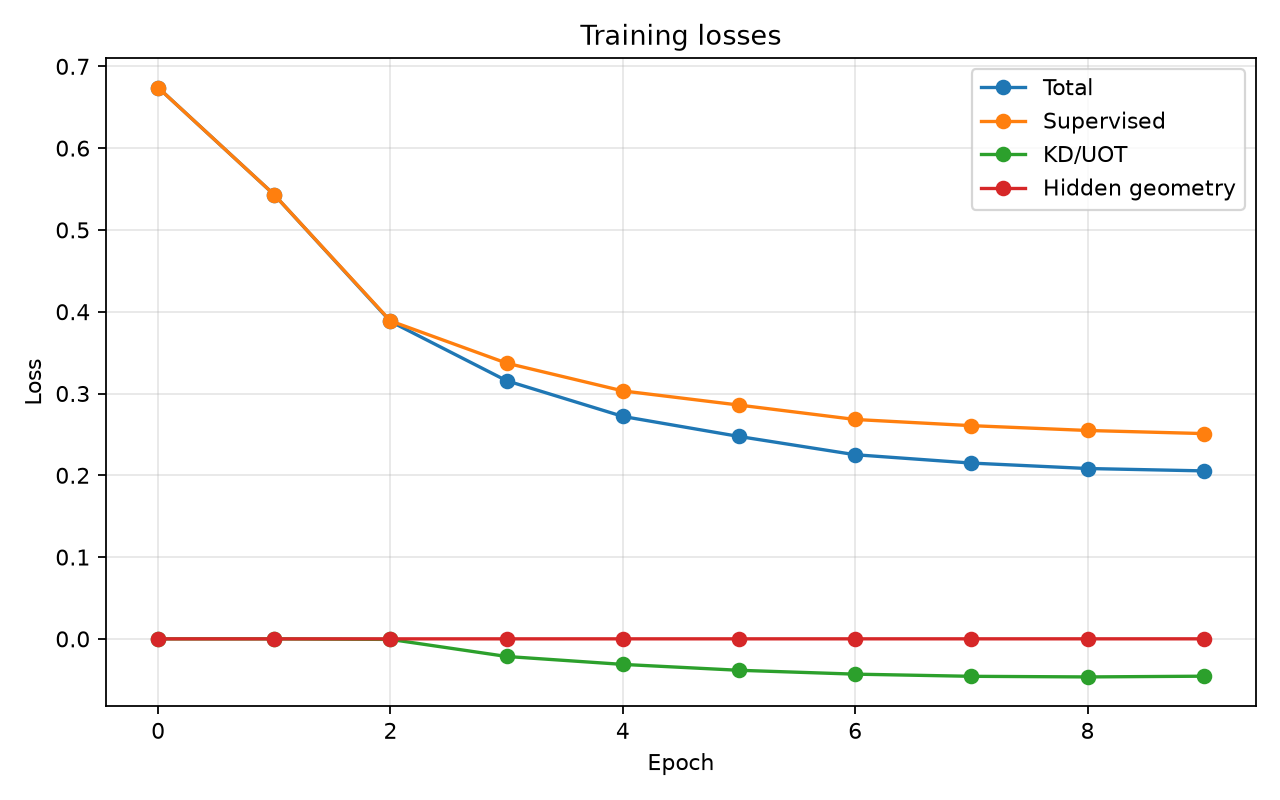 Training losses
Total
Supervised
KD/UOT
Hidden geometry
Loss
0.7
0.6
0.5
0.4
0.3
0.2
0.1
0.0
0 2 4 6 8
Epoch